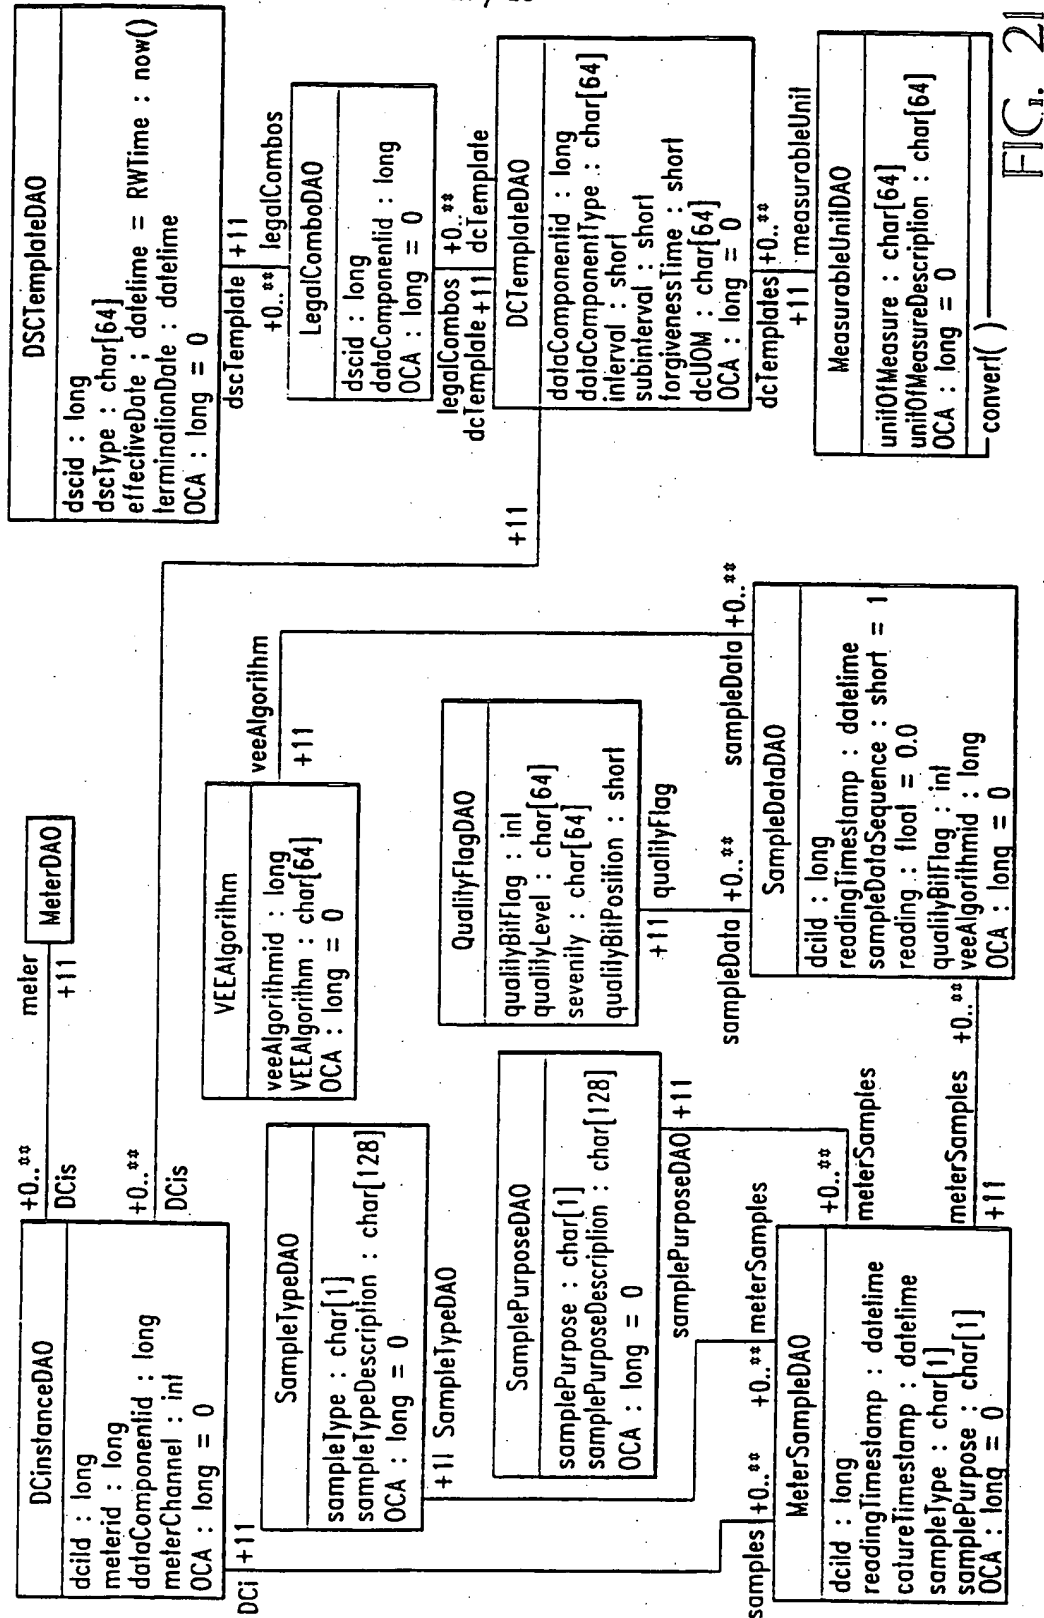 DCinstanceDAO
dciId : long
meterid : long
dataComponentid : long
meterChannel : int
OCA : long = 0
+0..**
DCis
meter
+11
MeterDAO
+0..**
DCis
+11
DCi
+11
DSCTemplateDAO
dscid : long
dscType : char[64]
effectiveDate ; datetime = RWTime : now()
terminationDate : datetime
OCA : long = 0
dscTemplate
+11
+0..**
legalCombos
LegalComboDAO
dscid : long
dataComponentid : long
OCA : long = 0
legalCombos
+0..**
dcTemplate
+11
dcTemplate
DCTemplateDAO
dataComponentid : long
dataComponentType : char[64]
interval : short
subinterval : short
forgivenessTime : short
dcUOM : char[64]
OCA : long = 0
dcTemplates
+0..**
+11
measurableUnit
MeasurableUnitDAO
unitOfMeasure : char[64]
unitOfMeasureDescription : char[64]
OCA : long = 0
convert( )
VEEAlgorithm
veeAlgorithmid : long
VEEAlgorithm : char[64]
OCA : long = 0
veeAlgorithm
+11
SampleTypeDAO
sampleType : char[1]
sampleTypeDescription : char[128]
OCA : long = 0
+11 SampleTypeDAO
QualityFlagDAO
qualityBitFlag : int
qualityLevel : char[64]
sevenity : char[64]
qualityBitPosition : short
+11
qualityFlag
SamplePurposeDAO
samplePurpose : char[1]
samplePurposeDescription : char[128]
OCA : long = 0
samplePurposeDAO
+11
sampleData
+0..**
sampleData
+0..**
SampleDataDAO
dciId : long
readingTimestamp : datetime
sampleDataSequence : short = 1
reading : float = 0.0
qualityBitFlag : int
veeAlgorithmid : long
OCA : long = 0
samples
+0..**
+0..**
meterSamples
+0..**
meterSamples
MeterSampleDAO
dciId : long
readingTimestamp : datetime
catureTimestamp : datetime
sampleType : char[1]
samplePurpose : char[1]
OCA : long = 0
meterSamples
+0..**
+11
FIG. 21